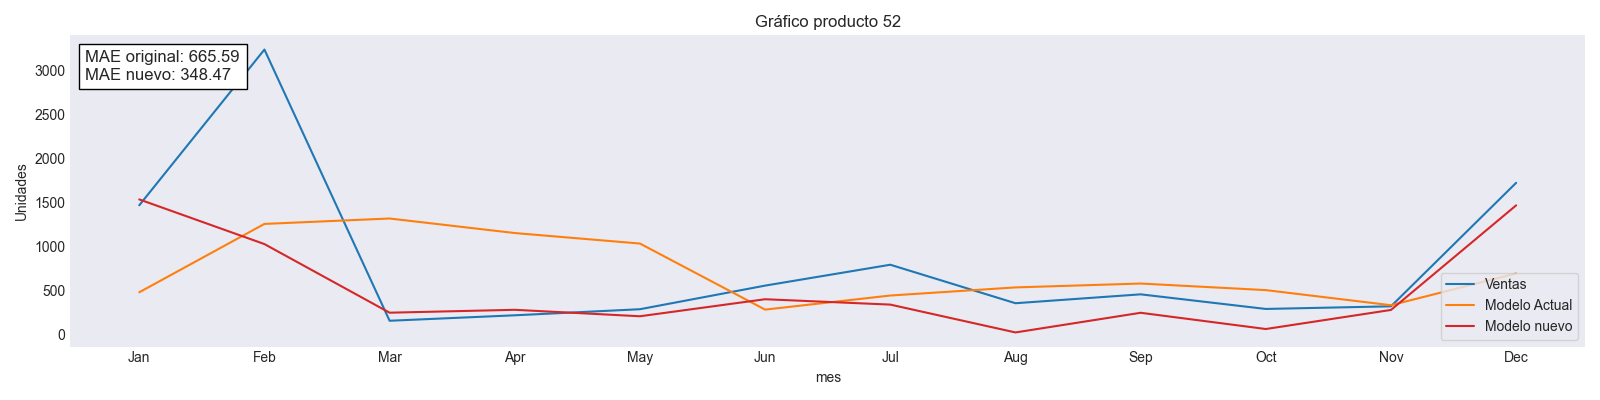 Gráfico producto 52
MAE original: 665.59
MAE nuevo: 348.47
Unidades
3000
2500
2000
1500
1000
500
0
Jan Feb Mar Apr May Jun Jul Aug Sep Oct Nov Dec
mes
Ventas
Modelo Actual
Modelo nuevo